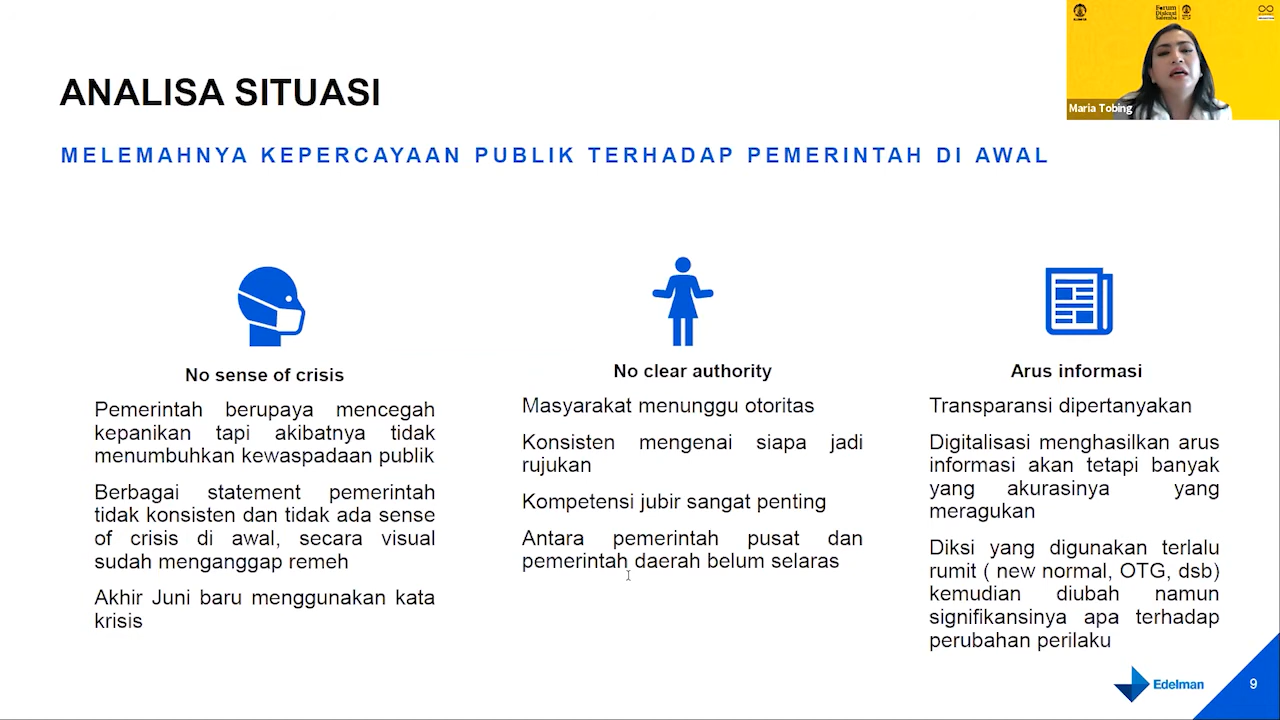 ANALISA SITUASI
MELEMAHNYA KEPERCAYAAN PUBLIK TERHADAP PEMERINTAH DI AWAL
Forum
Diskusi
Salemba
Maria Tobing
No sense of crisis
Pemerintah berupaya mencegah
kepanikan tapi akibatnya tidak
menumbuhkan kewaspadaan publik
Berbagai statement pemerintah
tidak konsisten dan tidak ada sense
of crisis di awal, secara visual
sudah menganggap remeh
Akhir Juni baru menggunakan kata
krisis
No clear authority
Masyarakat menunggu otoritas
Konsisten mengenai siapa jadi
rujukan
Kompetensi jubir sangat penting
Antara pemerintah pusat dan
pemerintah daerah belum selaras
Arus informasi
Transparansi dipertanyakan
Digitalisasi menghasilkan arus
informasi akan tetapi banyak
yang akurasinya yang
meragukan
Diksi yang digunakan terlalu
rumit ( new normal, OTG, dsb)
kemudian diubah namun
signifikansinya apa terhadap
perubahan perilaku
Edelman
9